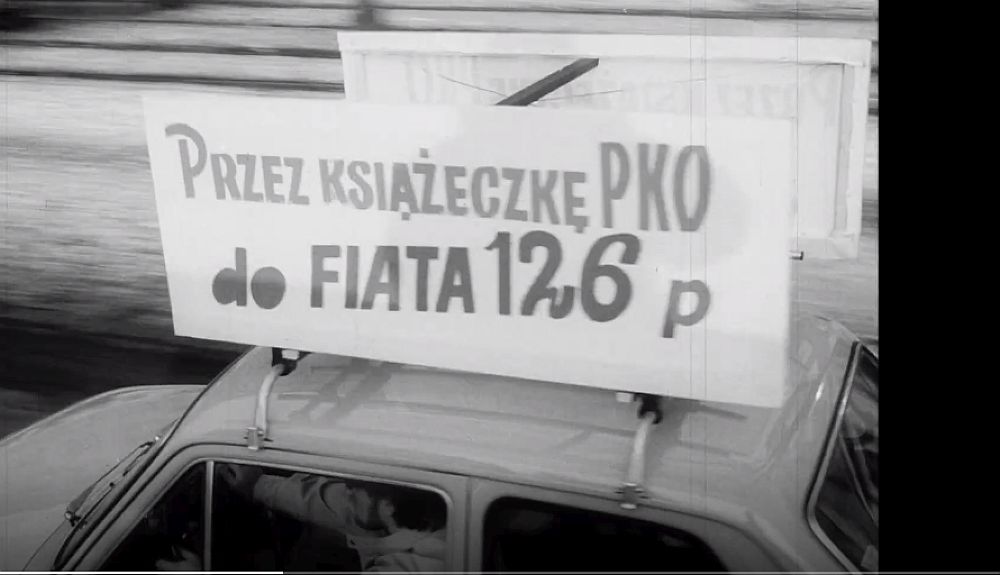 PRZEZ KSIĄŻECZKĘ PKO
do FIATA 126 p